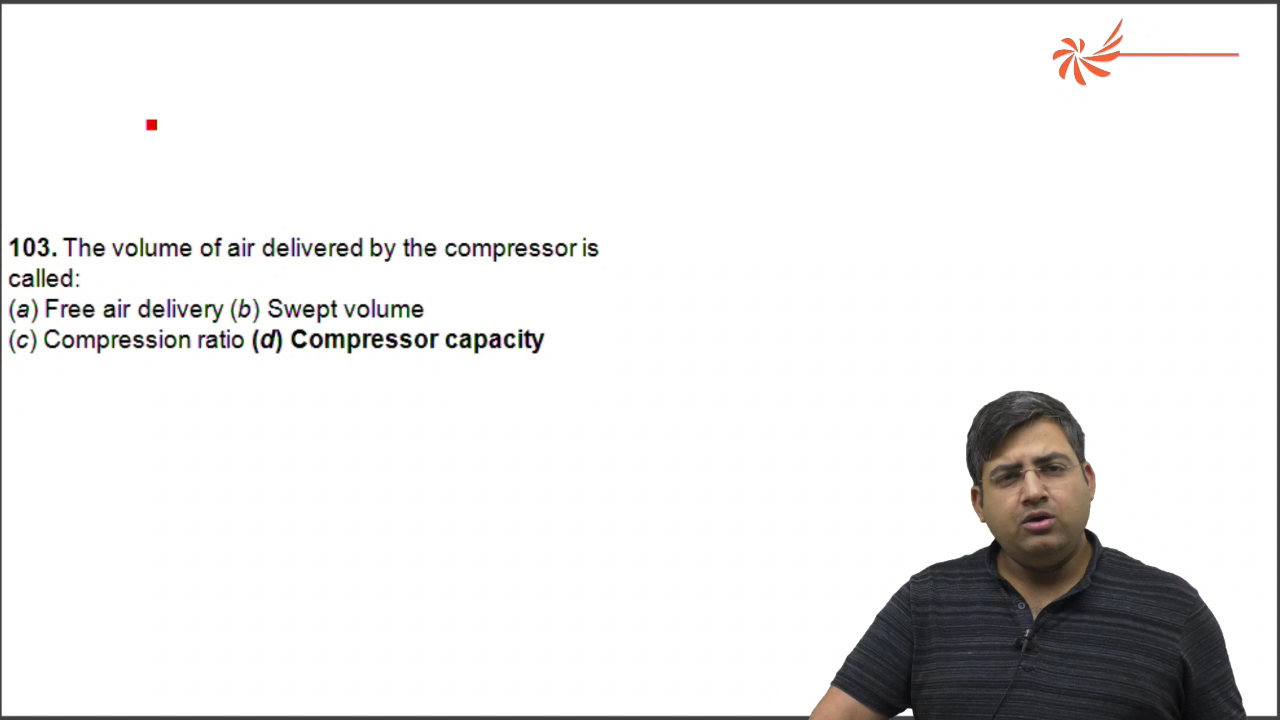 103. The volume of air delivered by the compressor is
called:
(a) Free air delivery (b) Swept volume
(c) Compression ratio (d) Compressor capacity